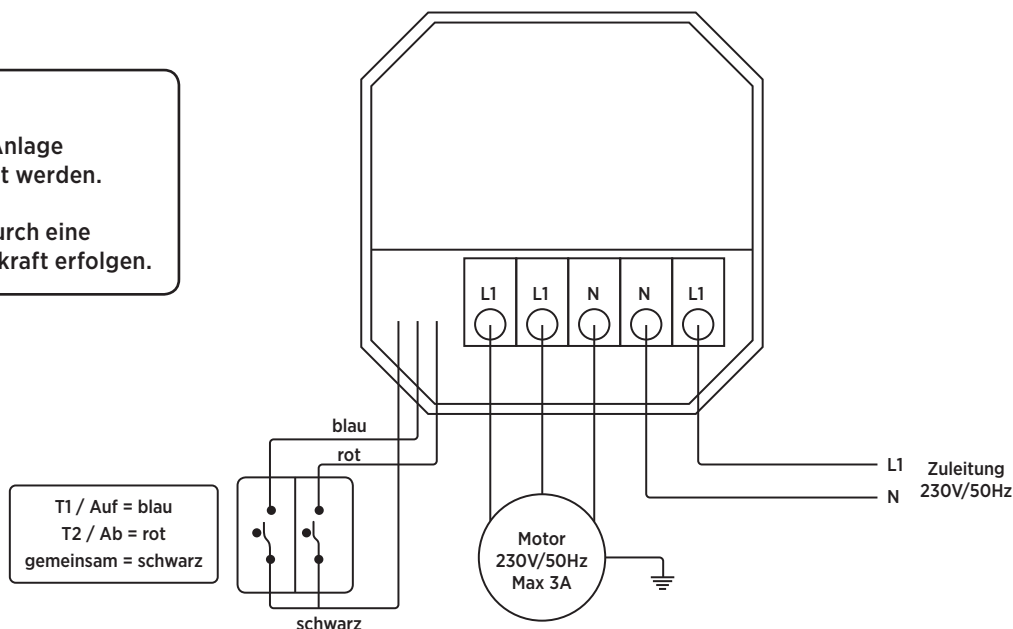 Anlage
t werden.
urch eine
kraft erfolgen.
L1 L1 N N L1
blau
rot
T1 / Auf = blau
T2 / Ab = rot
gemeinsam = schwarz
schwarz
Motor
230V/50Hz
Max 3A
L1
N
Zuleitung
230V/50Hz